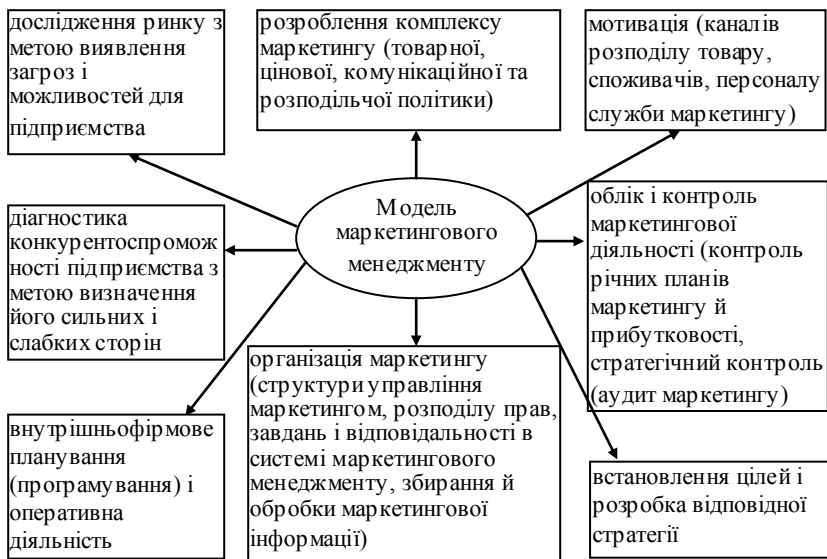 дослідження ринку з
метою виявлення
загроз і
можливостей для
підприємства
розроблення комплексу
маркетингу (товарної,
цінової, комунікаційної та
розподільчої політики)
мотивація (каналів
розподілу товару,
споживачів, персоналу
служби маркетингу)
діагностика
конкурентоспромож
ності підприємства з
метою визначення
його сильних і
слабких сторін
Модель
маркетингового
менеджменту
облік і контроль
маркетингової
діяльності (контроль
річних планів
маркетингу й
прибутковості,
стратегічний контроль
(аудит маркетингу)
внутрішньофірмове
планування
(програмування) і
оперативна
діяльність
організація маркетингу
(структури управління
маркетингом, розподілу прав,
завдань і відповідальності в
системі маркетингового
менеджменту, збирання й
обробки маркетингової
інформації)
встановлення цілей і
розробка відповідної
стратегії